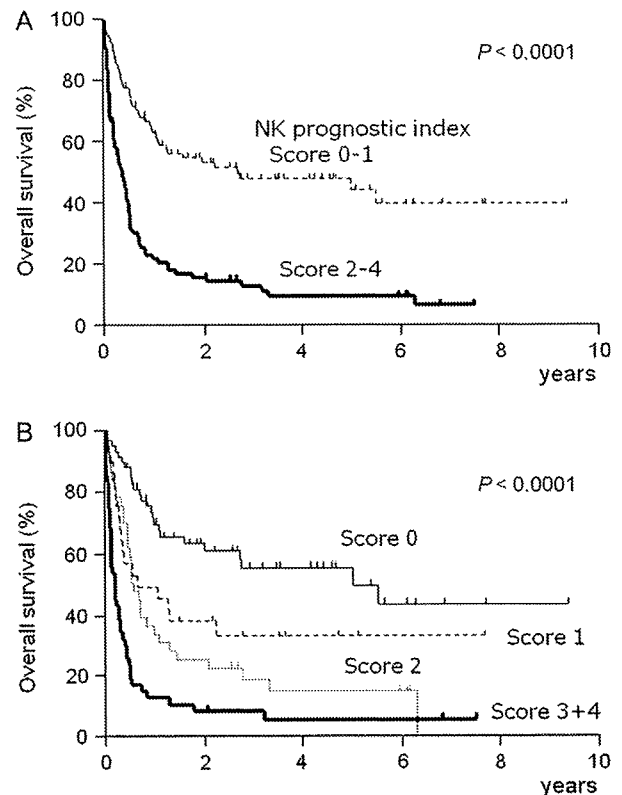 A
100
P < 0.0001
80
NK prognostic index
Score 0-1
60
Overall survival (%)
40
Score 2-4
20
0
0 2 4 6 8 10
years
B
100
P < 0.0001
80
Score 0
60
Overall survival (%)
40
Score 1
Score 2
20
Score 3+4
0
0 2 4 6 8 10
years